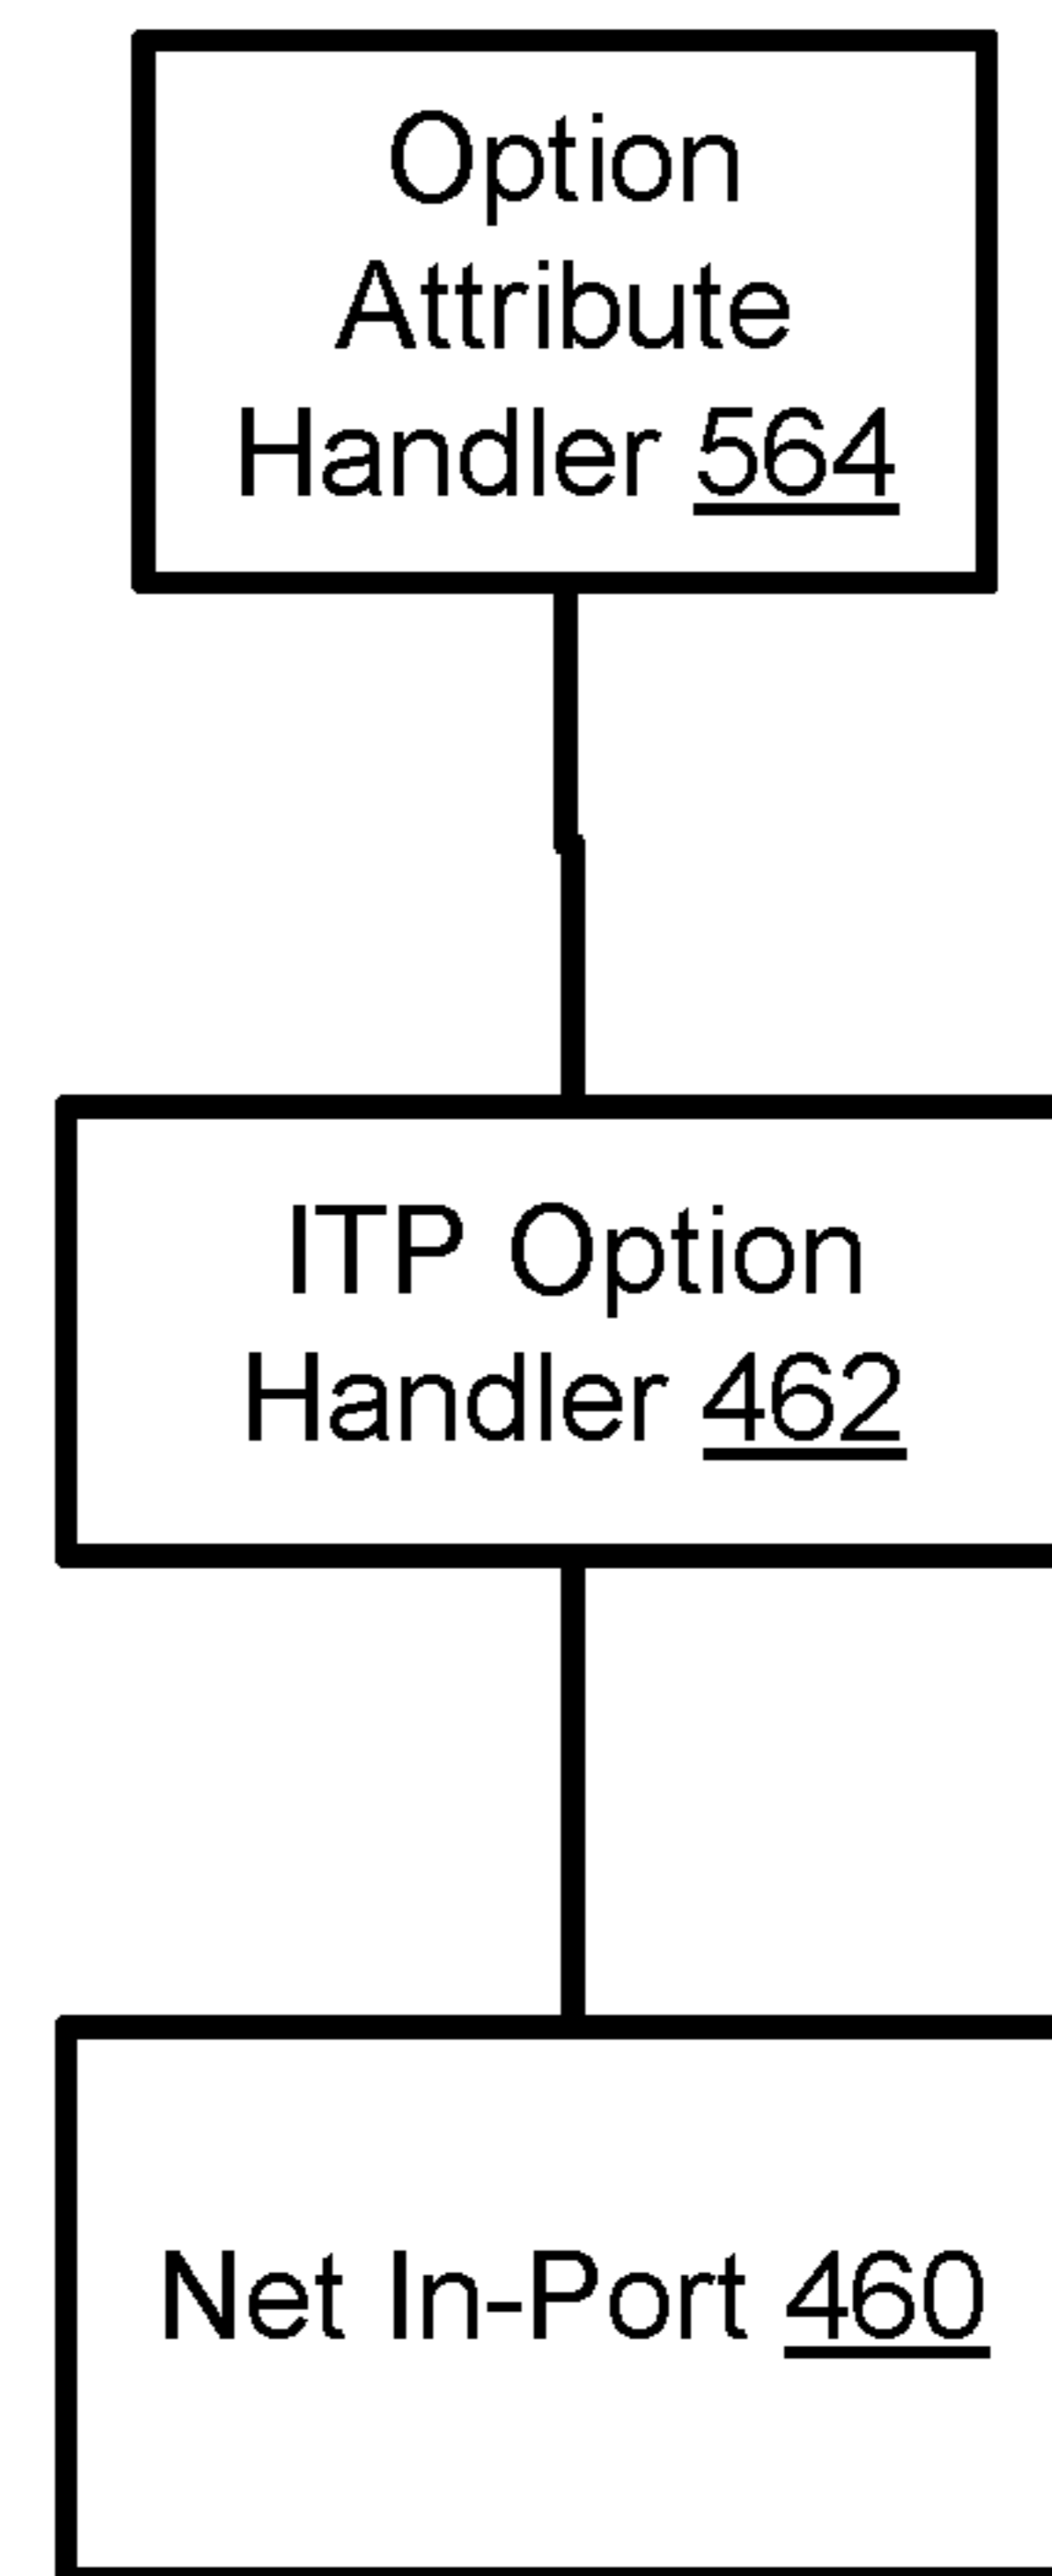 Option
Attribute
Handler 564
ITP Option
Handler 462
Net In-Port 460